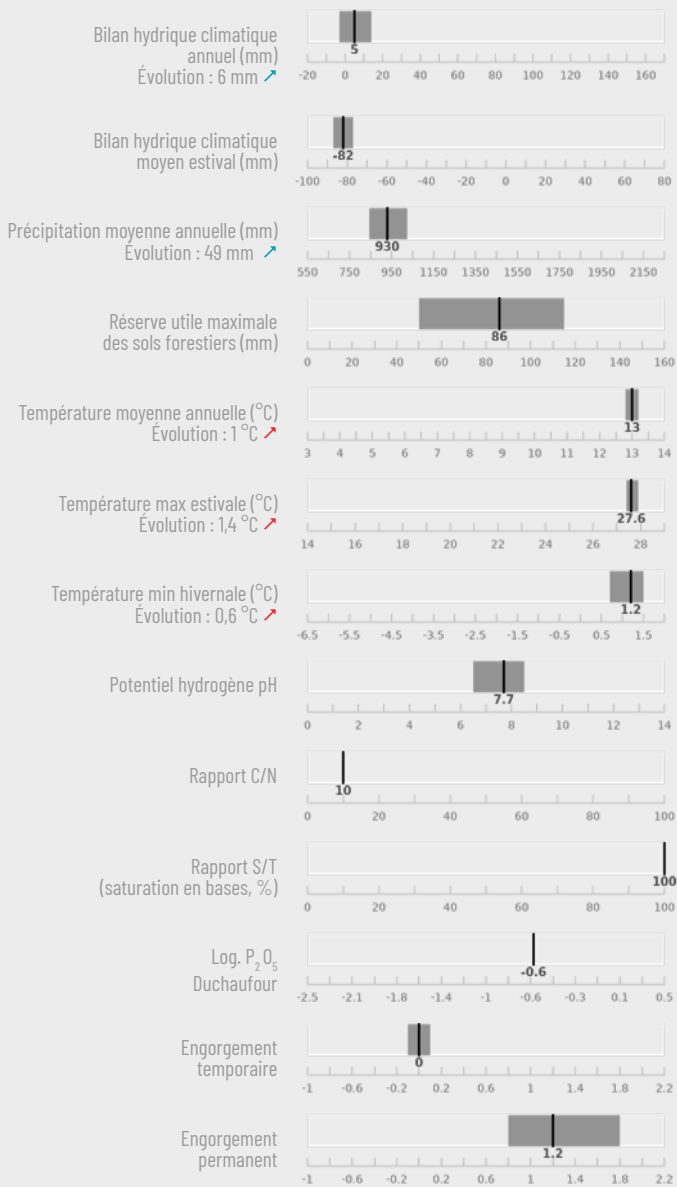 Bilan hydrique climatique
annuel (mm)
Évolution : 6 mm ↗
5
-20 0 20 40 60 80 100 120 140 160
Bilan hydrique climatique
moyen estival (mm)
-82
-100 -80 -60 -40 -20 0 20 40 60 80
Précipitation moyenne annuelle (mm)
Évolution : 49 mm ↗
930
550 750 950 1150 1350 1550 1750 1950 2150
Réserve utile maximale
des sols forestiers (mm)
86
0 20 40 60 80 100 120 140 160
Température moyenne annuelle (°C)
Évolution : 1 °C ↗
13
3 4 5 6 7 8 9 10 11 12 13 14
Température max estivale (°C)
Évolution : 1,4 °C ↗
27.6
14 16 18 20 22 24 26 28
Température min hivernale (°C)
Évolution : 0,6 °C ↗
1.2
-6.5 -5.5 -4.5 -3.5 -2.5 -1.5 -0.5 0.5 1.5
Potentiel hydrogène pH
7.7
0 2 4 6 8 10 12 14
Rapport C/N
10
0 20 40 60 80 100
Rapport S/T
(saturation en bases, %)
100
0 20 40 60 80 100
Log. P₂ O₅
Duchaufour
-0.6
-2.5 -2.1 -1.8 -1.4 -1 -0.6 -0.3 0.1 0.5
Engorgement
temporaire
0
-1 -0.6 -0.2 0.2 0.6 1 1.4 1.8 2.2
Engorgement
permanent
1.2
-1 -0.6 -0.2 0.2 0.6 1 1.4 1.8 2.2